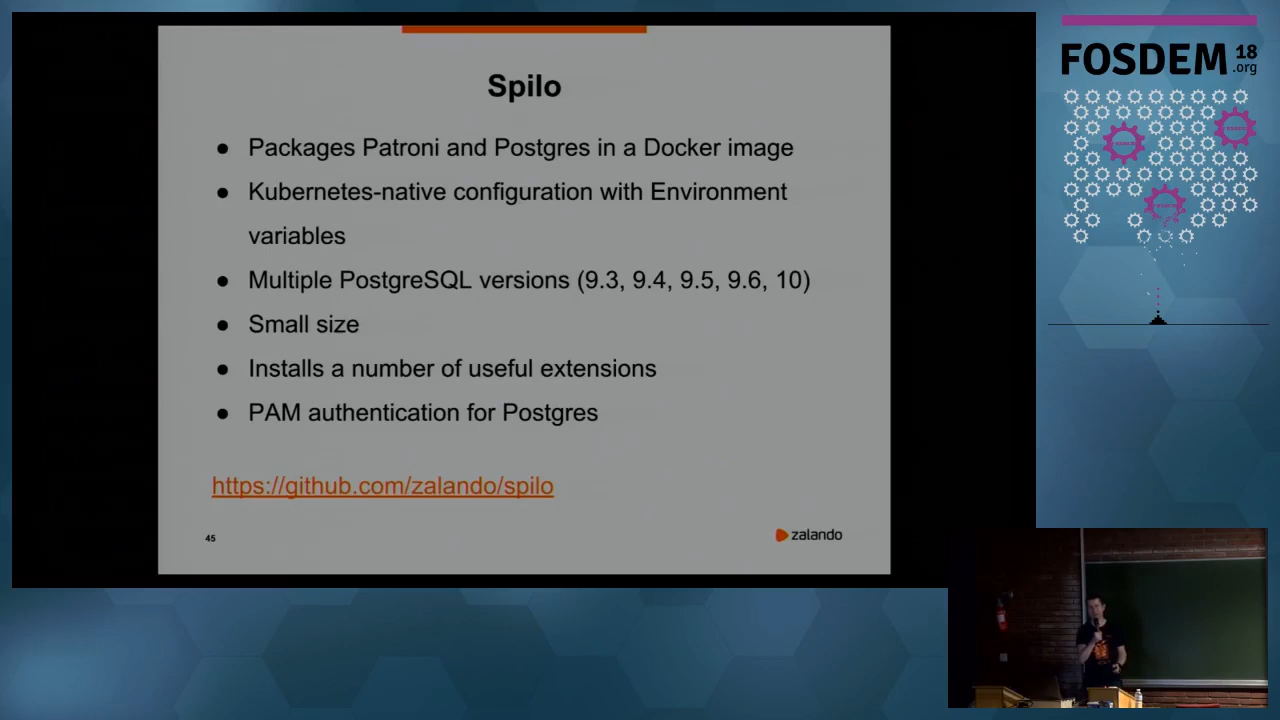 Spilo
● Packages Patroni and Postgres in a Docker image
● Kubernetes-native configuration with Environment
variables
● Multiple PostgreSQL versions (9.3, 9.4, 9.5, 9.6, 10)
● Small size
● Installs a number of useful extensions
● PAM authentication for Postgres
https://github.com/zalando/spilo
45
zalando
FOSDEM 18
.org